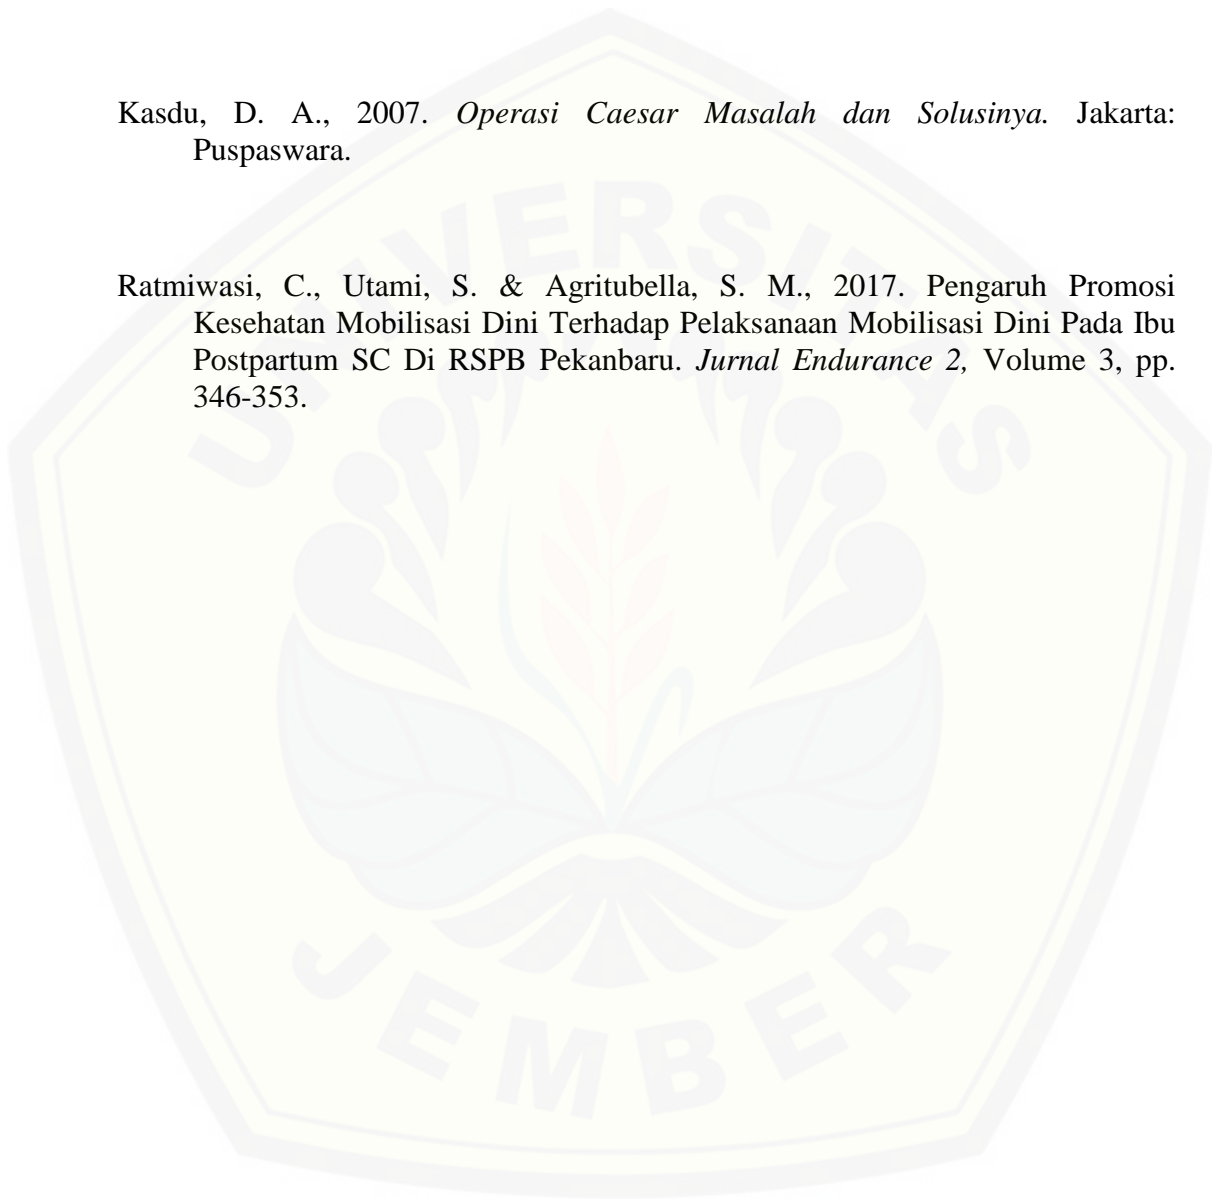 Kasdu, D. A., 2007. Operasi Caesar Masalah dan Solusinya. Jakarta:
Puspaswara.
Ratmiwasi, C., Utami, S. & Agritubella, S. M., 2017. Pengaruh Promosi
Kesehatan Mobilisasi Dini Terhadap Pelaksanaan Mobilisasi Dini Pada Ibu
Postpartum SC Di RSPB Pekanbaru. Jurnal Endurance 2, Volume 3, pp.
346-353.
UNIVERSITAS
JEMBER